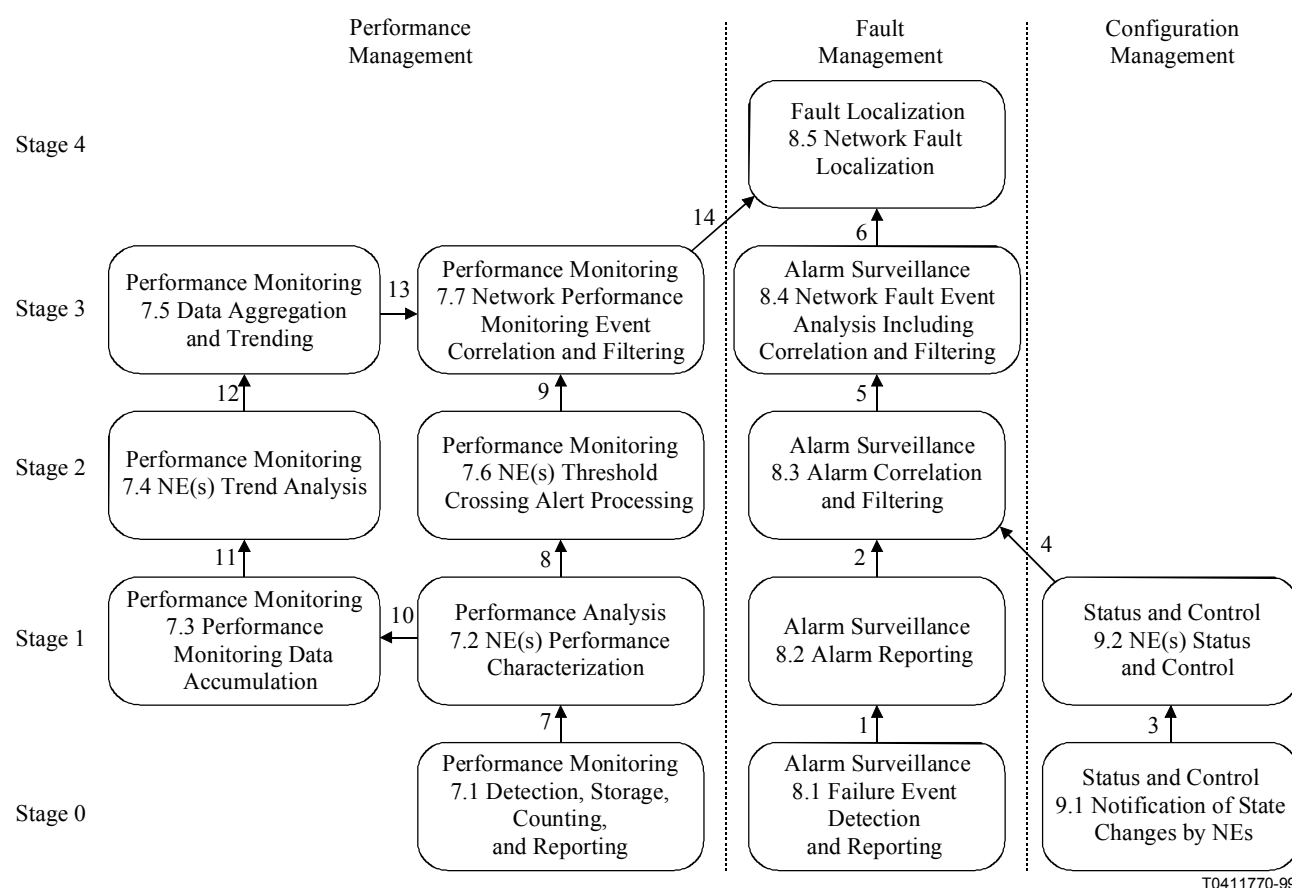 Performance
Management
Fault
Management
Configuration
Management
Stage 4
Fault Localization
8.5 Network Fault
Localization
14
6
Stage 3
Performance Monitoring
7.5 Data Aggregation
and Trending
13
Performance Monitoring
7.7 Network Performance
Monitoring Event
Correlation and Filtering
Alarm Surveillance
8.4 Network Fault Event
Analysis Including
Correlation and Filtering
12
9
5
Stage 2
Performance Monitoring
7.4 NE(s) Trend Analysis
Performance Monitoring
7.6 NE(s) Threshold
Crossing Alert Processing
Alarm Surveillance
8.3 Alarm Correlation
and Filtering
11
8
2
4
Stage 1
Performance Monitoring
7.3 Performance
Monitoring Data
Accumulation
10
Performance Analysis
7.2 NE(s) Performance
Characterization
Alarm Surveillance
8.2 Alarm Reporting
Status and Control
9.2 NE(s) Status
and Control
7
1
3
Stage 0
Performance Monitoring
7.1 Detection, Storage,
Counting,
and Reporting
Alarm Surveillance
8.1 Failure Event
Detection
and Reporting
Status and Control
9.1 Notification of State
Changes by NEs
T0411770-99